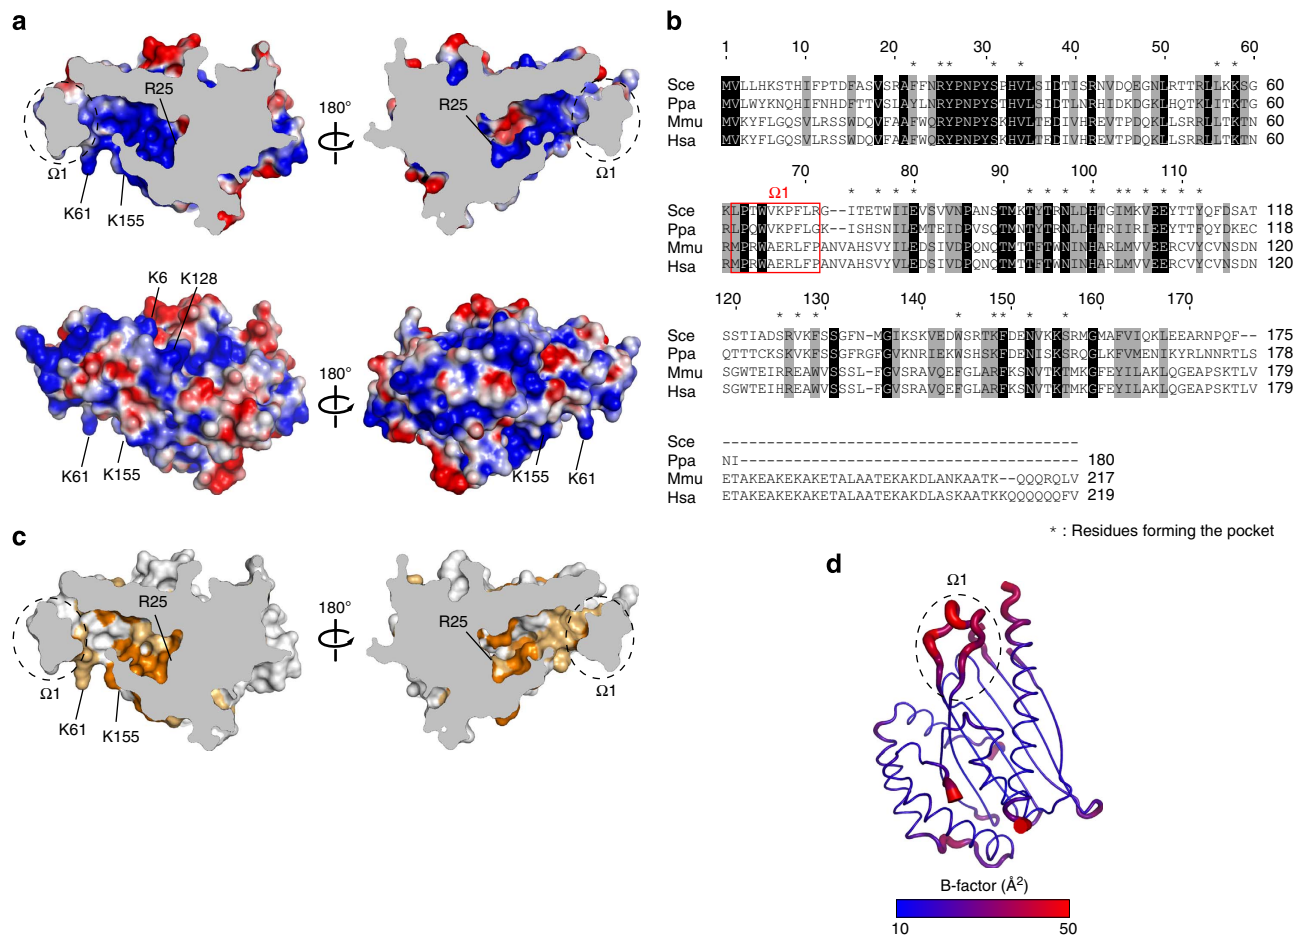 a
R25
Ω1
K61
K155
180°
R25
Ω1
K6
K128
K61
K155
180°
K155
K61
b
1 10 20 30 40 50 60
* ** * * * *
Sce MVLLHKSTHIFPTDFASVSRAFFNRYPNPYSPHVLSIDTISRNVDQEGNLRTTRLLKKSG 60
Ppa MVLWYKNQHIFNHDFTTVSLAYLNRYPNPYSTHVLSIDTLNRHIDKDGKLHQTKLITKTG 60
Mmu MVKYFLGQSVLRSSWDQVFAAFWQRYPNPYSKHVLTEDIVHREVTPDQKLLSRRLLTKTN 60
Hsa MVKYFLGQSVLRSSWDQVFAAFWQRYPNPYSKHVLTEDIVHREVTPDQKLLSRRLLTKTN 60
70 80 90 100 110
Ω1
* * * * * * * * * * * * * *
Sce KLPTWVKPFLRG--ITETWIIEVSVVNPANSTMKTYTRNLDHTGIMKVEEYTTYQFDSAT 118
Ppa RLPQWVKPFLGK--ISHSNILEMTEIDPVSQTMNTYTTNLDHTRIIRIEEYTTFQYDKEC 118
Mmu RMPRWAERLFPANVAHSVYILEDSIVDPQNQTMTTFTWNINHARLMVVEERCVYCVNSDN 120
Hsa RMPRWAERLFPANVAHSVYVLEDSIVDPQNQTMTTFTWNINHARLMVVEERCVYCVNSDN 120
120 130 140 150 160 170
* * * * ** * *
Sce SSTIADSRVKFSSGFN-MGIKSKVEDWSRTKFDENVKKSRMGMAFVIQKLEEARNPQF-- 175
Ppa QTTTCKSKVKFSSGFRGFGVKNRIEKWSHSKFDENISKSRQGLKFVMENIKYRLNNRTLS 178
Mmu SGWTEIRREAWVSSSL-FGVSRAVQEFGLARFKSNVTKTMKGFEYILAKLQGEAPSKTLV 179
Hsa SGWTEIHREAWVSSSL-FGVSRAVQEFGLARFKSNVTKTMKGFEYILAKLQGEAPSKTLV 179
Sce ----------------------------------------
Ppa NI-------------------------------------- 180
Mmu ETAKEAKEKAKETALAATEKAKDLANKAATK--QQQRQLV 217
Hsa ETAKEAKEKAKETALAATEKAKDLASKAATKKQQQQQQFV 219
* : Residues forming the pocket
c
R25
Ω1
K61
K155
180°
R25
Ω1
d
Ω1
B-factor (Å²)
10 50